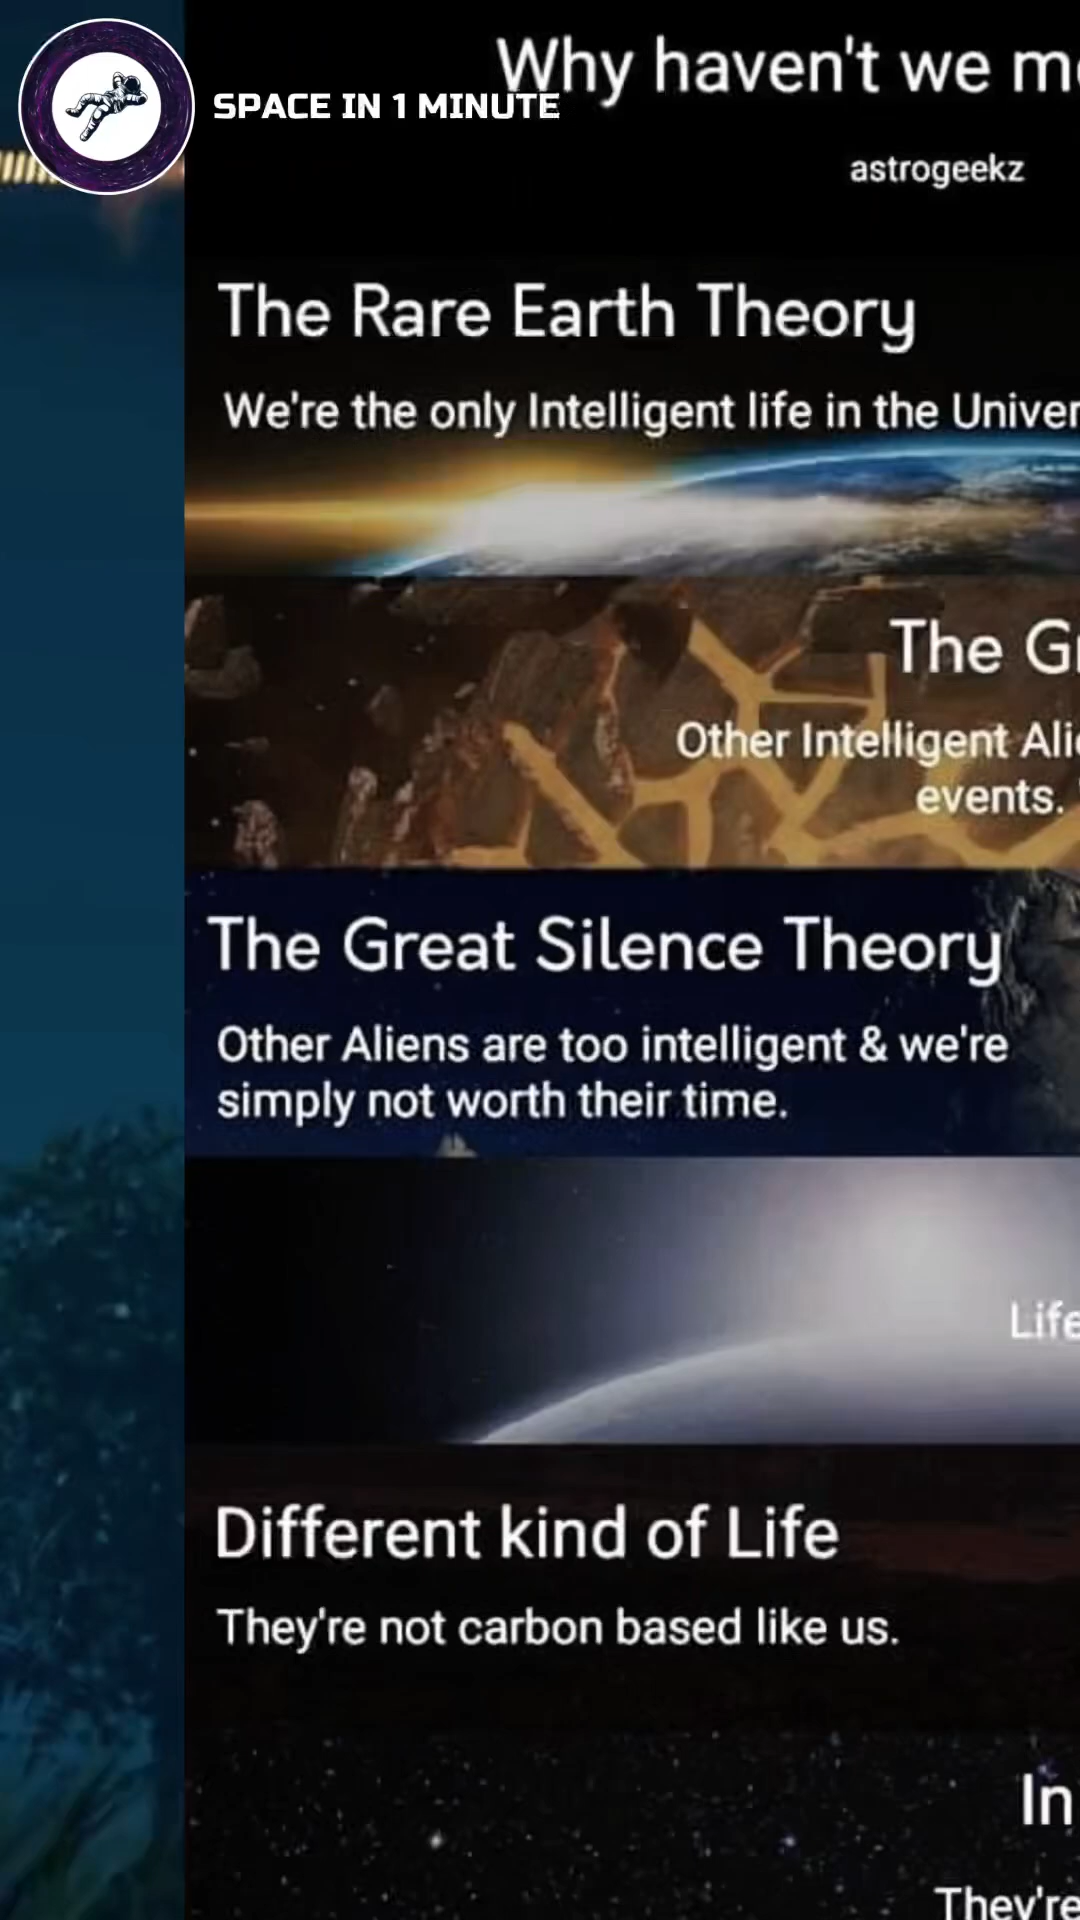 Why haven't we
SPACE IN 1 MINUTE
astrogeekz
The Rare Earth Theory
We're the only Intelligent life in the
The
Other Intelligent
events.
The Great Silence Theory
Other Aliens are too intelligent & we're
simply not worth their time.
Life
Different kind of Life
They're not carbon based like us.
In
They're